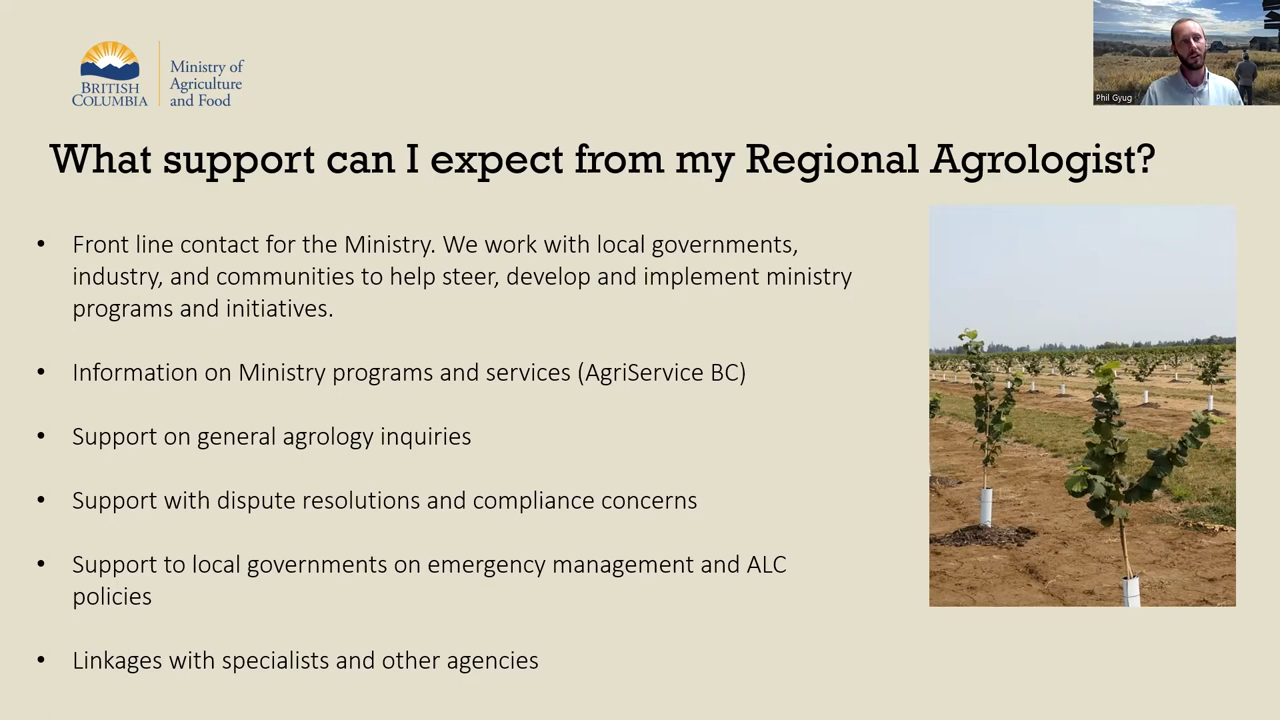 BRITISH
COLUMBIA
Ministry of
Agriculture
and Food
Phil Gyug
What support can I expect from my Regional Agrologist?
• Front line contact for the Ministry. We work with local governments,
industry, and communities to help steer, develop and implement ministry
programs and initiatives.
• Information on Ministry programs and services (AgriService BC)
• Support on general agrology inquiries
• Support with dispute resolutions and compliance concerns
• Support to local governments on emergency management and ALC
policies
• Linkages with specialists and other agencies